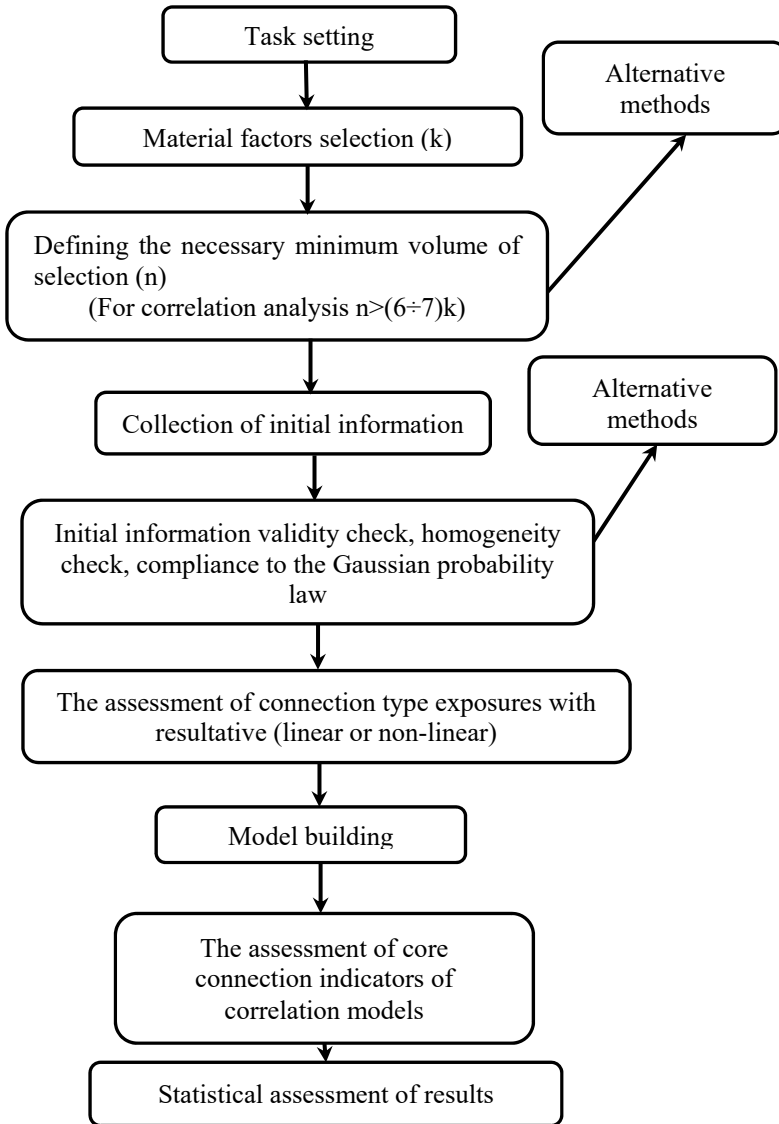 Task setting
Alternative
methods
Material factors selection (k)
Defining the necessary minimum volume of
selection (n)
(For correlation analysis n>(6÷7)k)
Collection of initial information
Alternative
methods
Initial information validity check, homogeneity
check, compliance to the Gaussian probability
law
The assessment of connection type exposures with
resultative (linear or non-linear)
Model building
The assessment of core
connection indicators of
correlation models
Statistical assessment of results